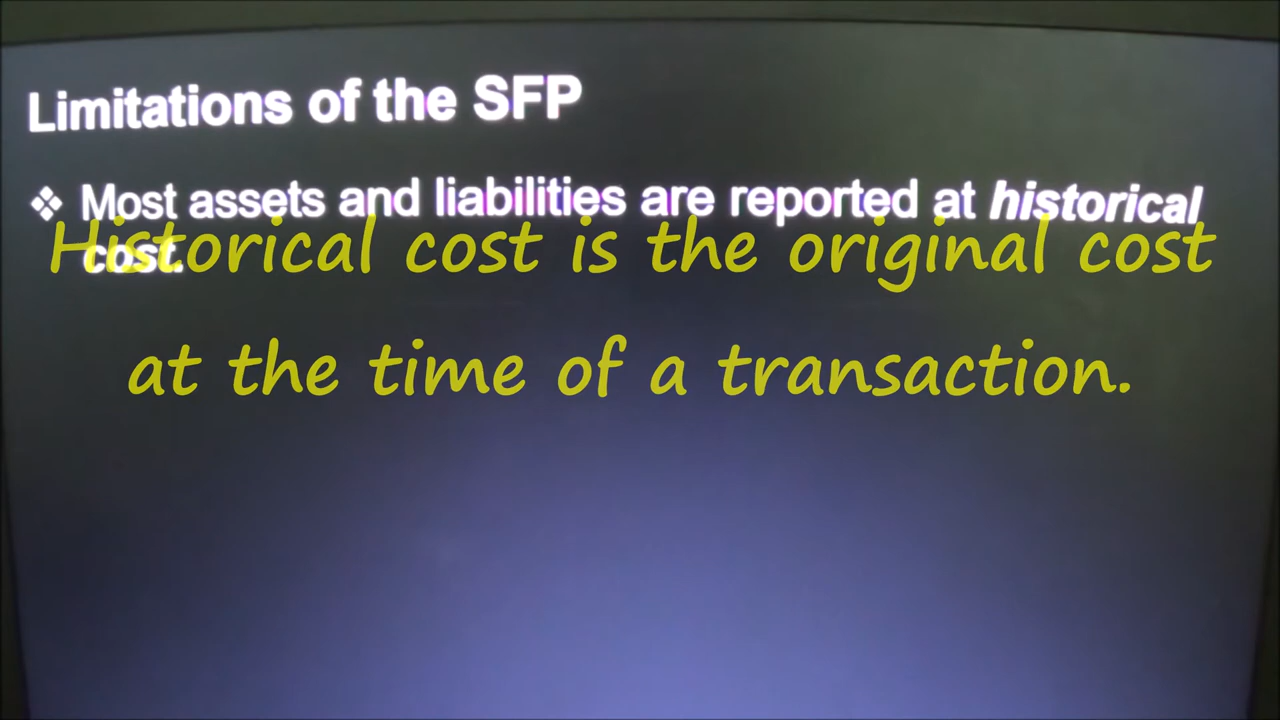 Limitations of the SFP
❖ Most assets and liabilities are reported at historical
cost.
Historical cost is the original cost
at the time of a transaction.